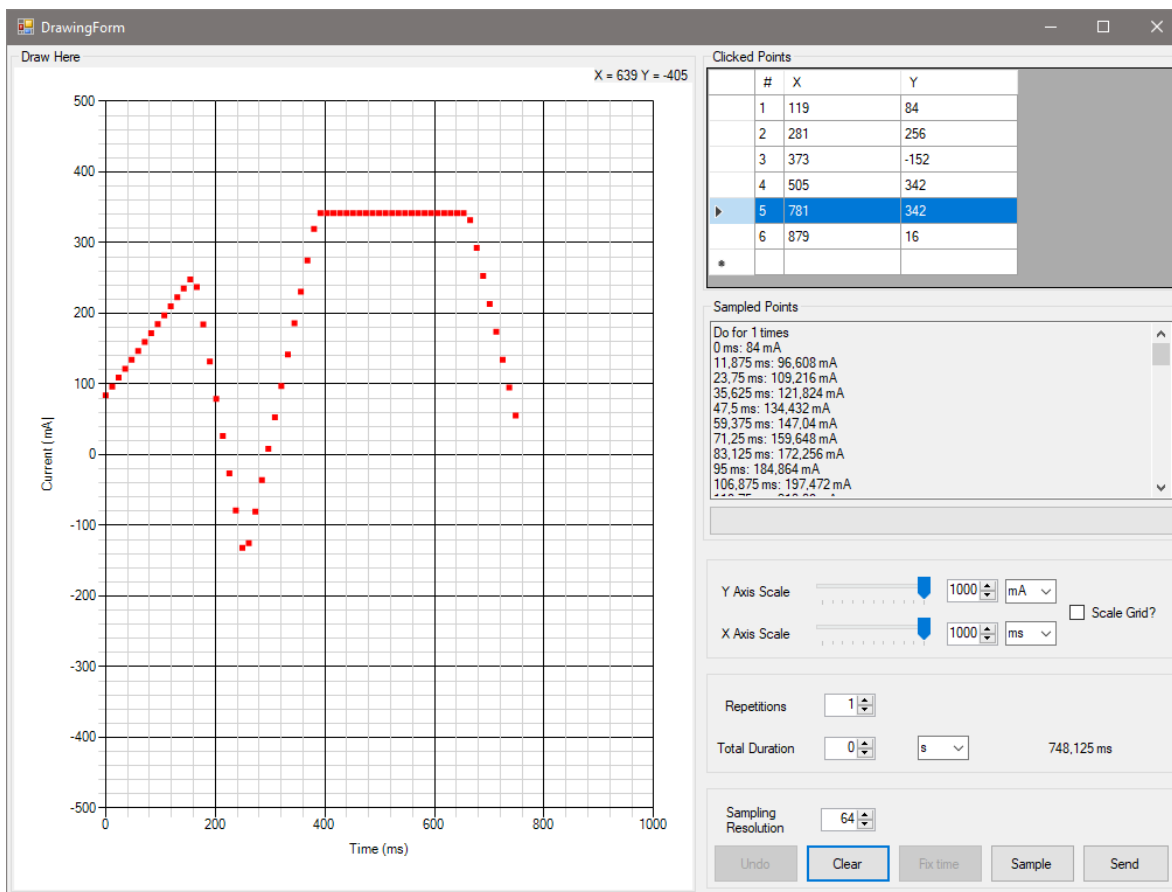 DrawingForm
Draw Here
X = 639 Y = -405
500
400
300
200
100
0
-100
-200
-300
-400
-500
Current (mA)
0 200 400 600 800 1000
Time (ms)
Clicked Points
# X Y
1 119 84
2 281 256
3 373 -152
4 505 342
5 781 342
6 879 16
Sampled Points
Do for 1 times
0 ms: 84 mA
11,875 ms: 96,608 mA
23,75 ms: 109,216 mA
35,625 ms: 121,824 mA
47,5 ms: 134,432 mA
59,375 ms: 147,04 mA
71,25 ms: 159,648 mA
83,125 ms: 172,256 mA
95 ms: 184,864 mA
106,875 ms: 197,472 mA
Y Axis Scale 1000 mA
Scale Grid?
X Axis Scale 1000 ms
Repetitions 1
Total Duration 0 s 748,125 ms
Sampling
Resolution
64
Undo Clear Fix time Sample Send